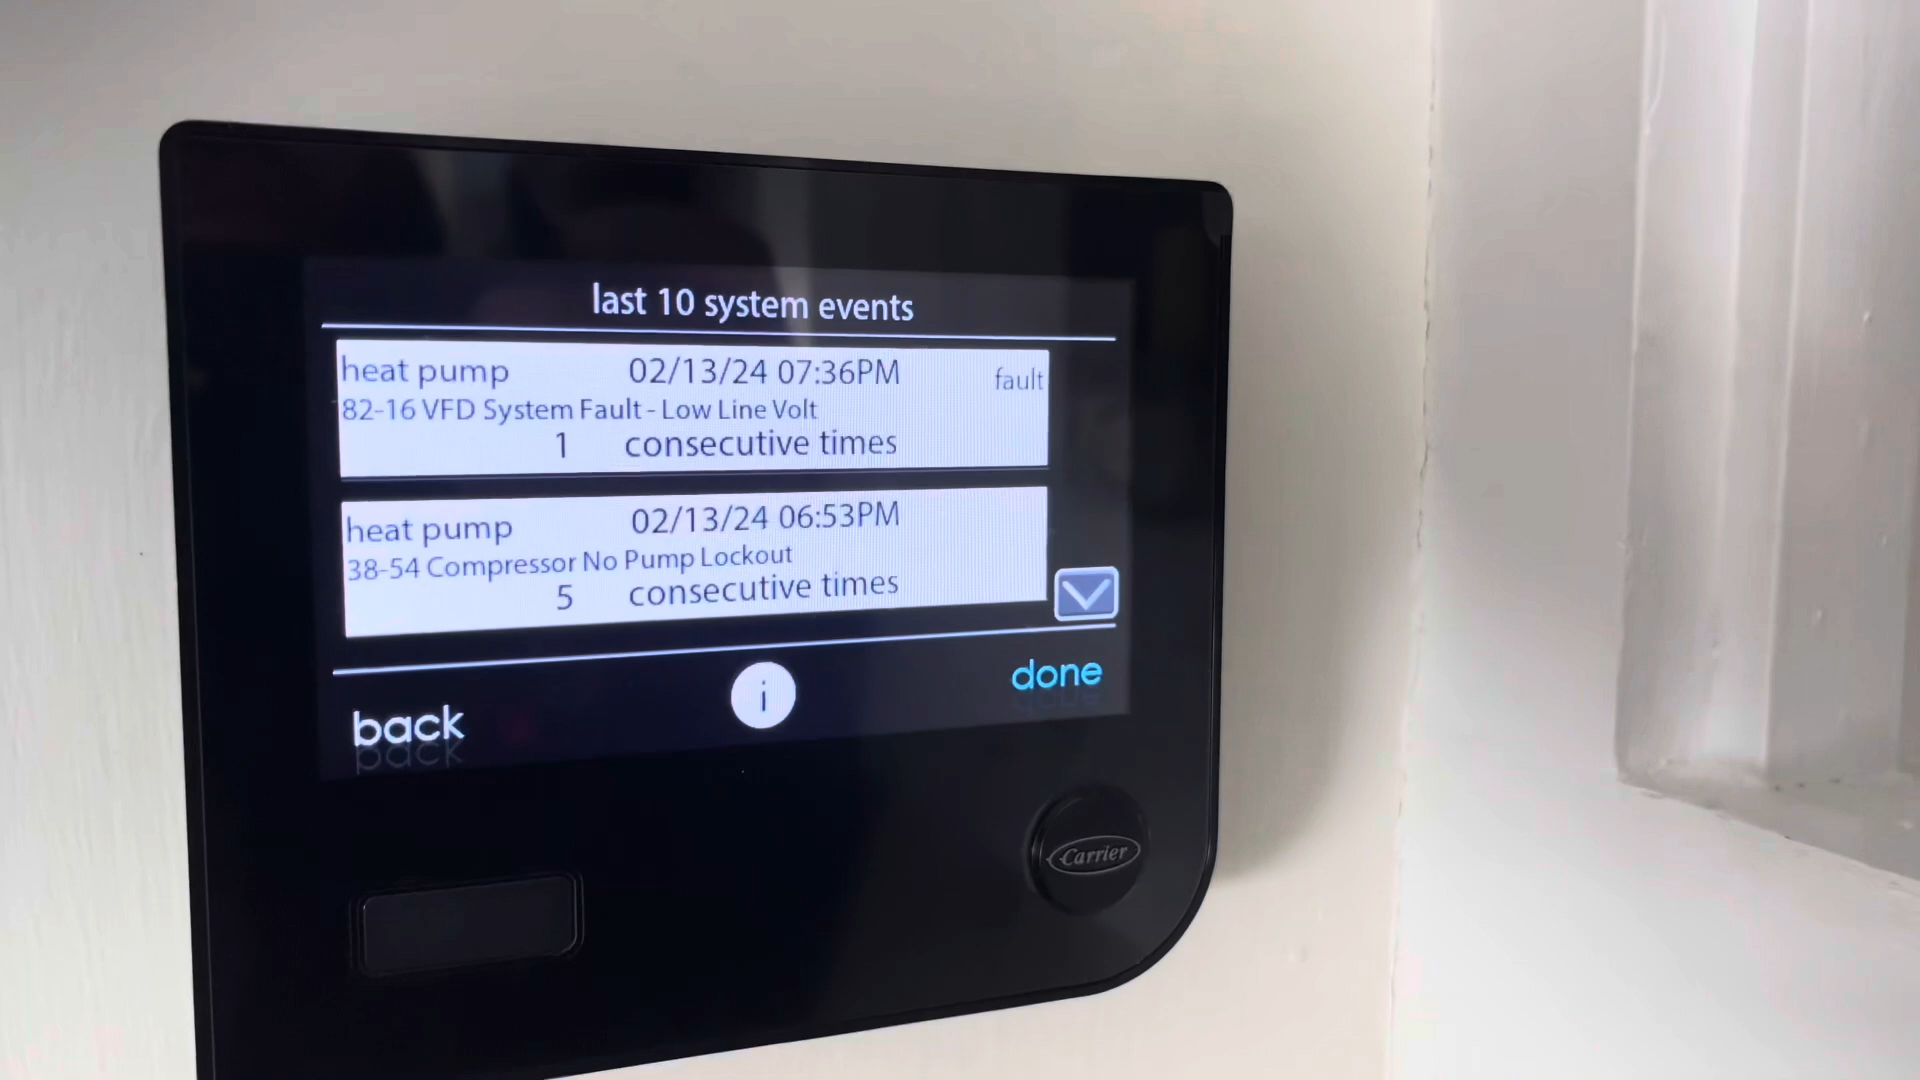 last 10 system events
heat pump 02/13/24 07:36PM fault
82-16 VFD System Fault - Low Line Volt
1 consecutive times
heat pump 02/13/24 06:53PM
38-54 Compressor No Pump Lockout
5 consecutive times
back i done
Carrier